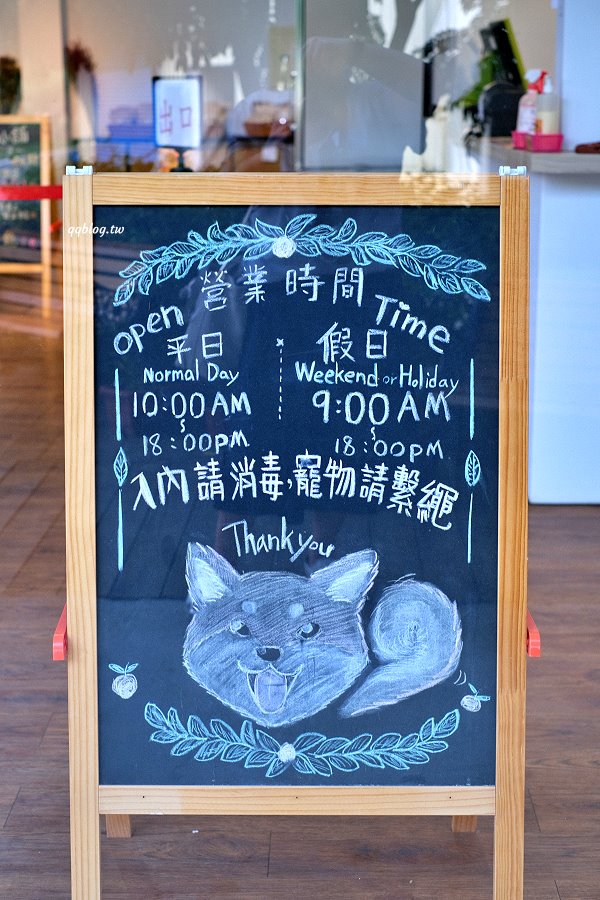 出口
qqblog.tw
營業時間
open Time
平日 假日
Normal Day Weekend or Holiday
10:00AM 9:00AM
~ ~
18:00PM 18:00PM
入內請消毒,寵物請繫繩
Thank you